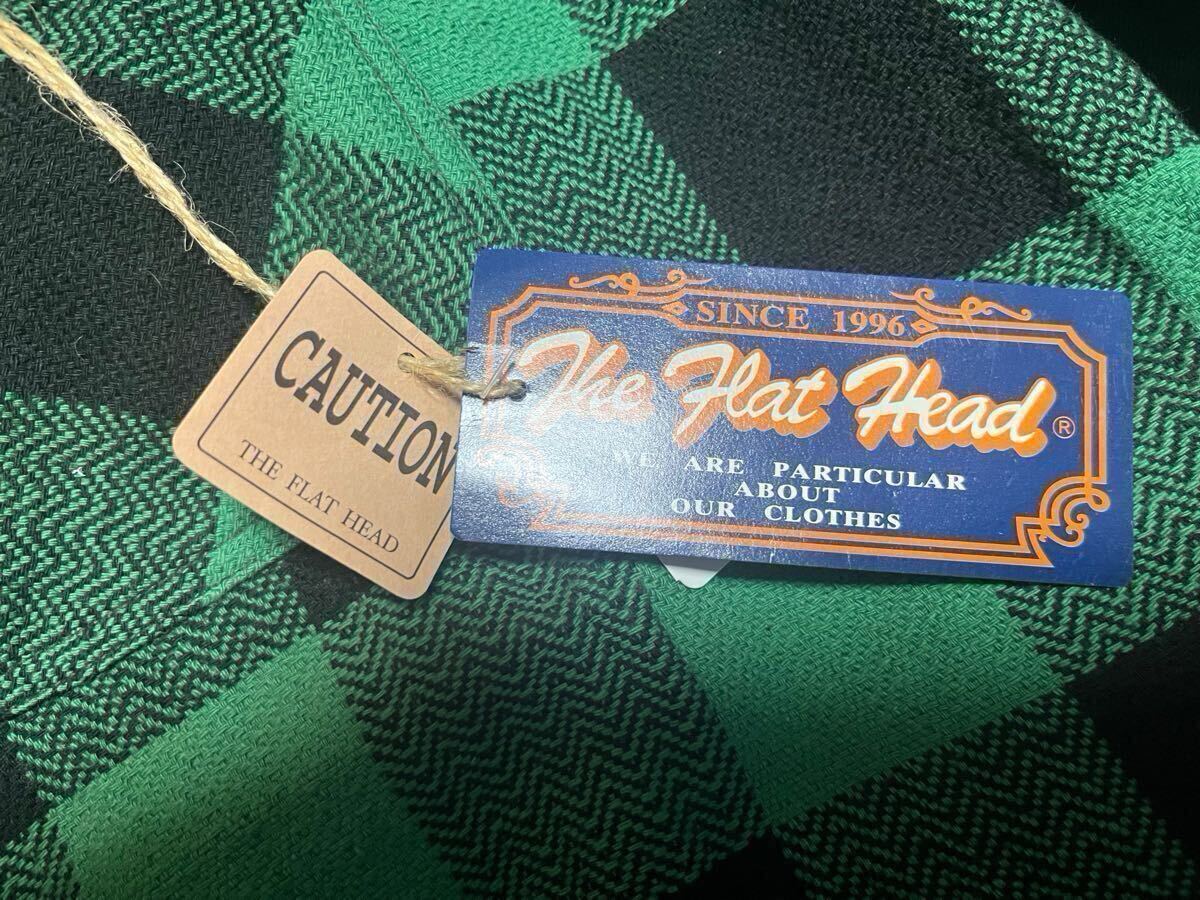 CAUTION
THE FLAT HEAD
SINCE 1996
The Flat Head ®
WE ARE PARTICULAR
ABOUT
OUR CLOTHES